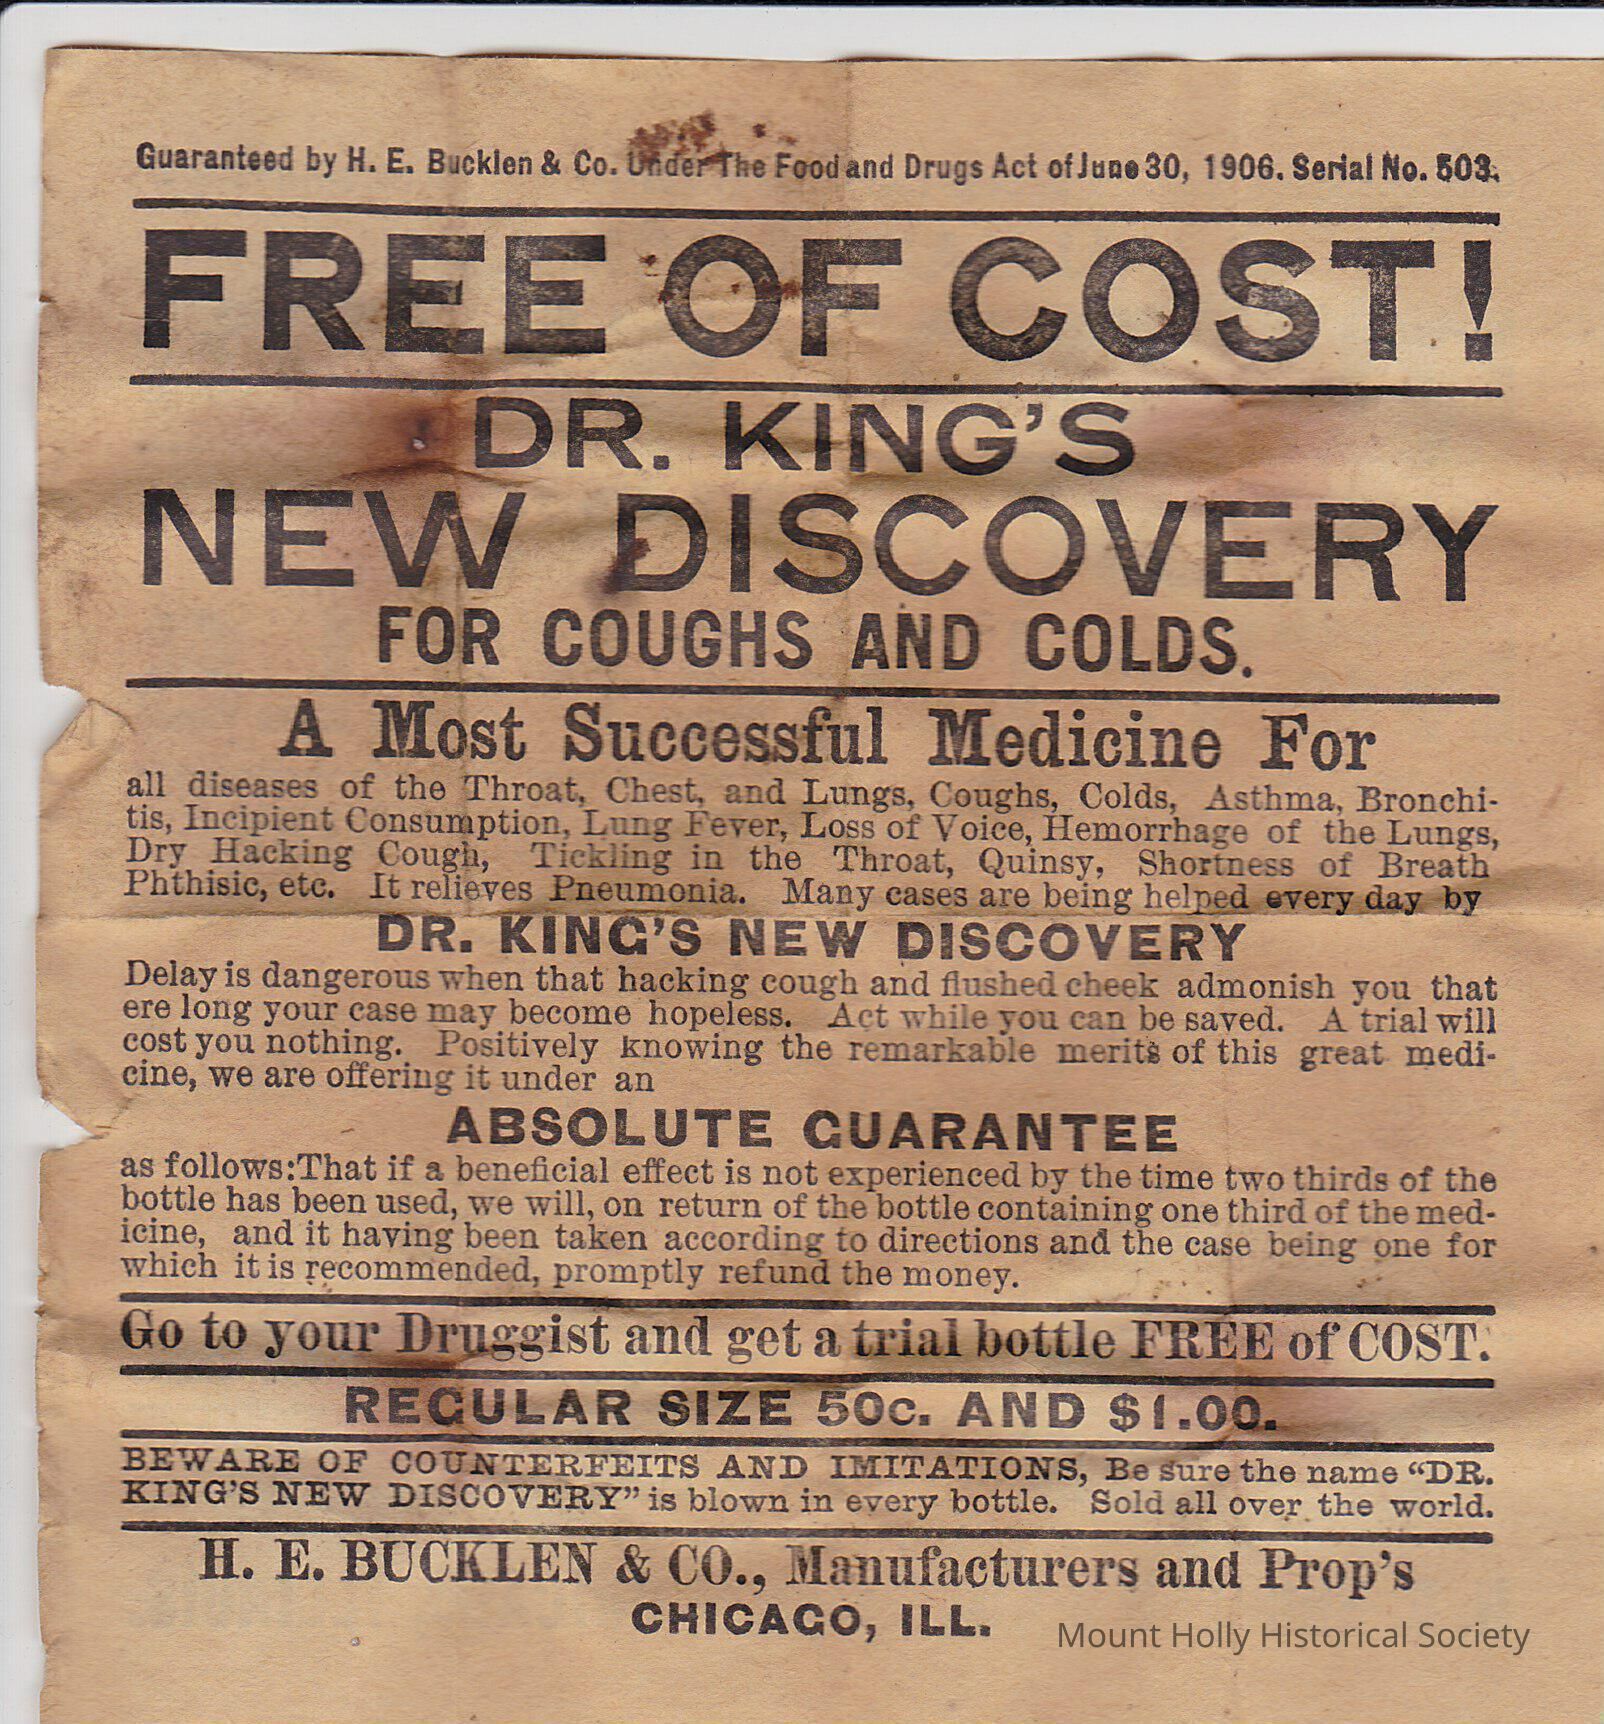 Guaranteed by H. E. Bucklen & Co. Under The Food and Drugs Act of June 30, 1906. Serial No. 503.
FREE OF COST!
DR. KING'S
NEW DISCOVERY
FOR COUGHS AND COLDS.
A Most Successful Medicine For
all diseases of the Throat, Chest, and Lungs, Coughs, Colds, Asthma, Bronchi-
tis, Incipient Consumption, Lung Fever, Loss of Voice, Hemorrhage of the Lungs,
Dry Hacking Cough, Tickling in the Throat, Quinsy, Shortness of Breath
Phthisic, etc. It relieves Pneumonia. Many cases are being helped every day by
DR. KING'S NEW DISCOVERY
Delay is dangerous when that hacking cough and flushed cheek admonish you that
ere long your case may become hopeless. Act while you can be saved. A trial will
cost you nothing. Positively knowing the remarkable merits of this great medi-
cine, we are offering it under an
ABSOLUTE GUARANTEE
as follows: That if a beneficial effect is not experienced by the time two thirds of the
bottle has been used, we will, on return of the bottle containing one third of the med-
icine, and it having been taken according to directions and the case being one for
which it is recommended, promptly refund the money.
Go to your Druggist and get a trial bottle FREE of COST.
REGULAR SIZE 50c. AND $1.00.
BEWARE OF COUNTERFEITS AND IMITATIONS, Be sure the name "DR.
KING'S NEW DISCOVERY" is blown in every bottle. Sold all over the world.
H. E. BUCKLEN & CO., Manufacturers and Prop's
CHICAGO, ILL.
Mount Holly Historical Society